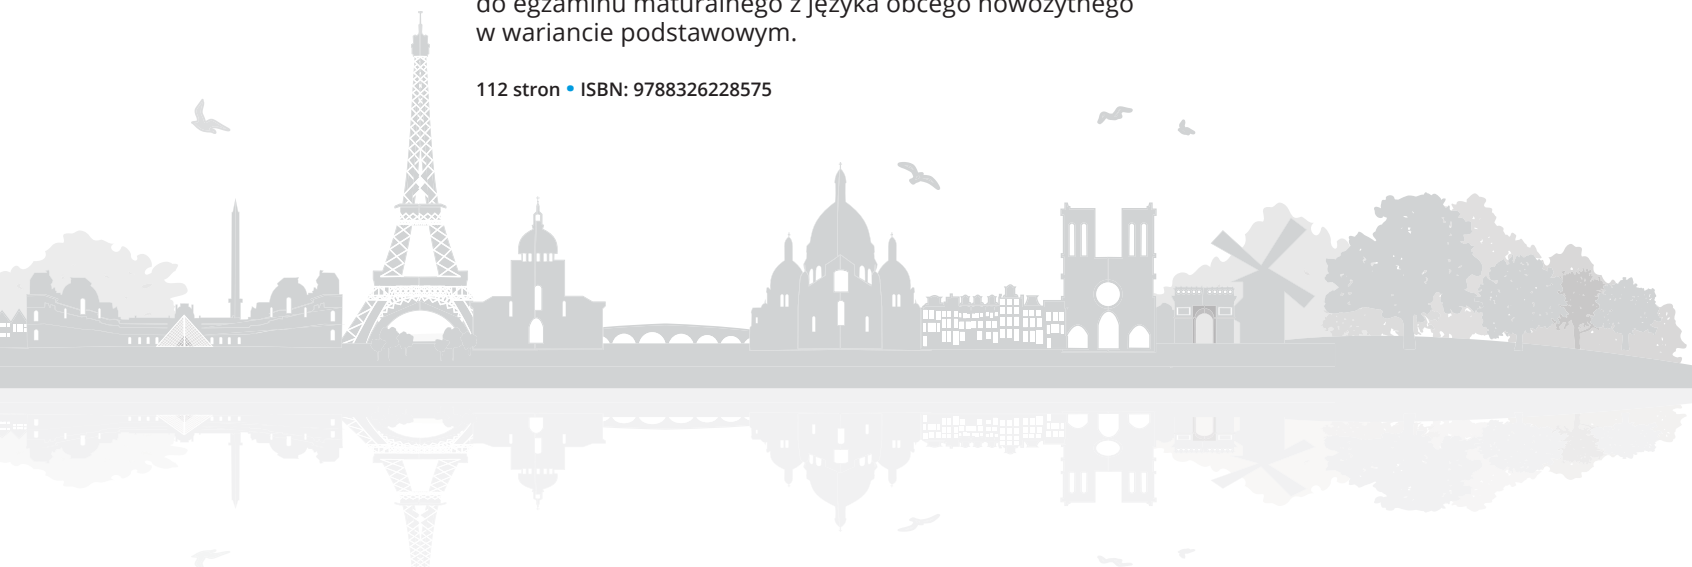 do egzaminu maturalnego z języka obcego nowożytnego
w wariancie podstawowym.
112 stron • ISBN: 9788326228575